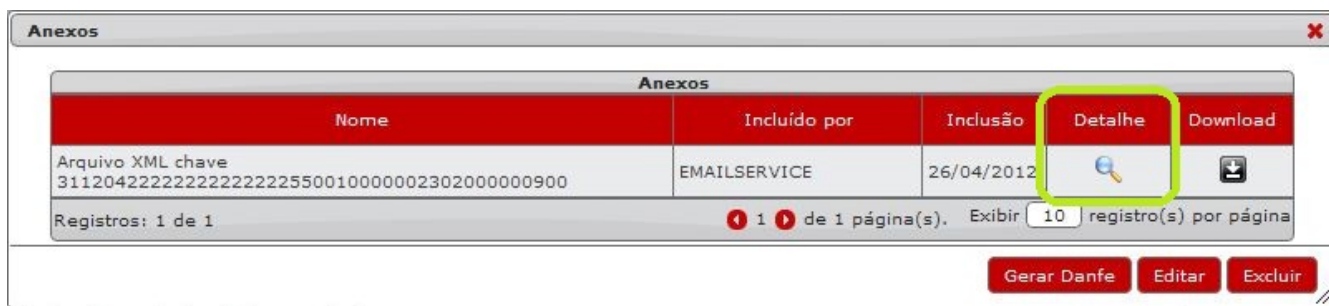 Anexos
Anexos
Nome Incluído por Inclusão Detalhe Download
Arquivo XML chave
31120422222222222222550010000002302000000900 EMAILSERVICE 26/04/2012
Registros: 1 de 1 1 de 1 página(s). Exibir 10 registro(s) por página
Gerar Danfe Editar Excluir